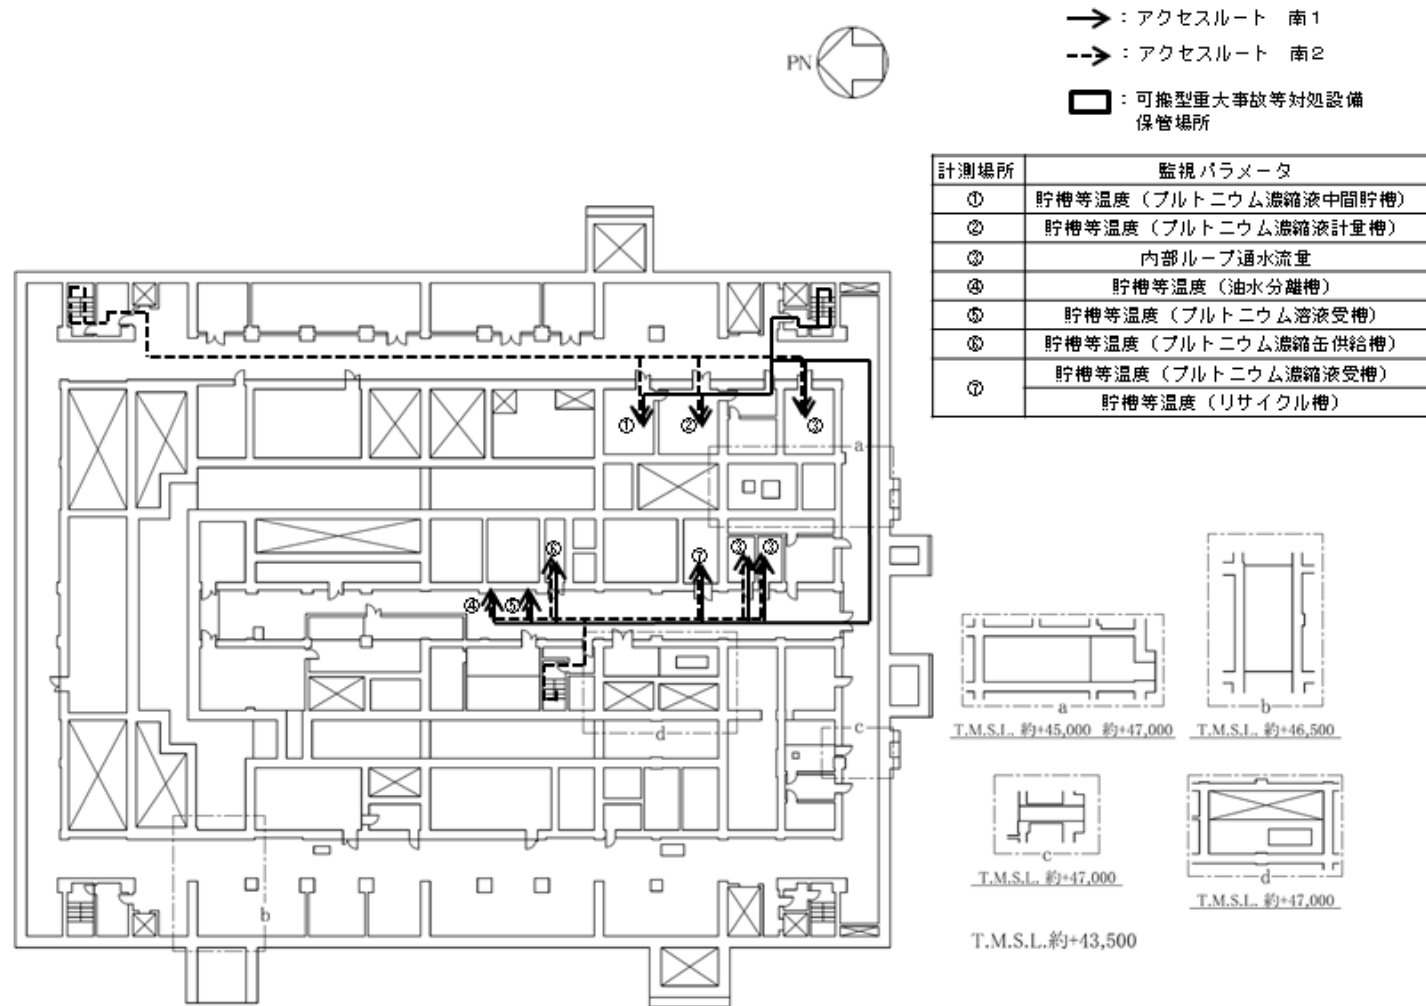 PN
：アクセスルート　南1
：アクセスルート　南2
：可搬型重大事故等対処設備
保管場所
計測場所 監視パラメータ
① 貯槽等温度（プルトニウム濃縮液中間貯槽）
② 貯槽等温度（プルトニウム濃縮液計量槽）
③ 内部ループ通水流量
④ 貯槽等温度（油水分離槽）
⑤ 貯槽等温度（プルトニウム溶液受槽）
⑥ 貯槽等温度（プルトニウム濃縮缶供給槽）
⑦ 貯槽等温度（プルトニウム濃縮液受槽）
貯槽等温度（リサイクル槽）
① ② ③
a
⑥ ⑦ ③ ③
④ ⑤
d
c
b
a
T.M.S.L. 約+45,000 約+47,000
b
T.M.S.L. 約+46,500
c
T.M.S.L. 約+47,000
d
T.M.S.L. 約+47,000
T.M.S.L.約+43,500